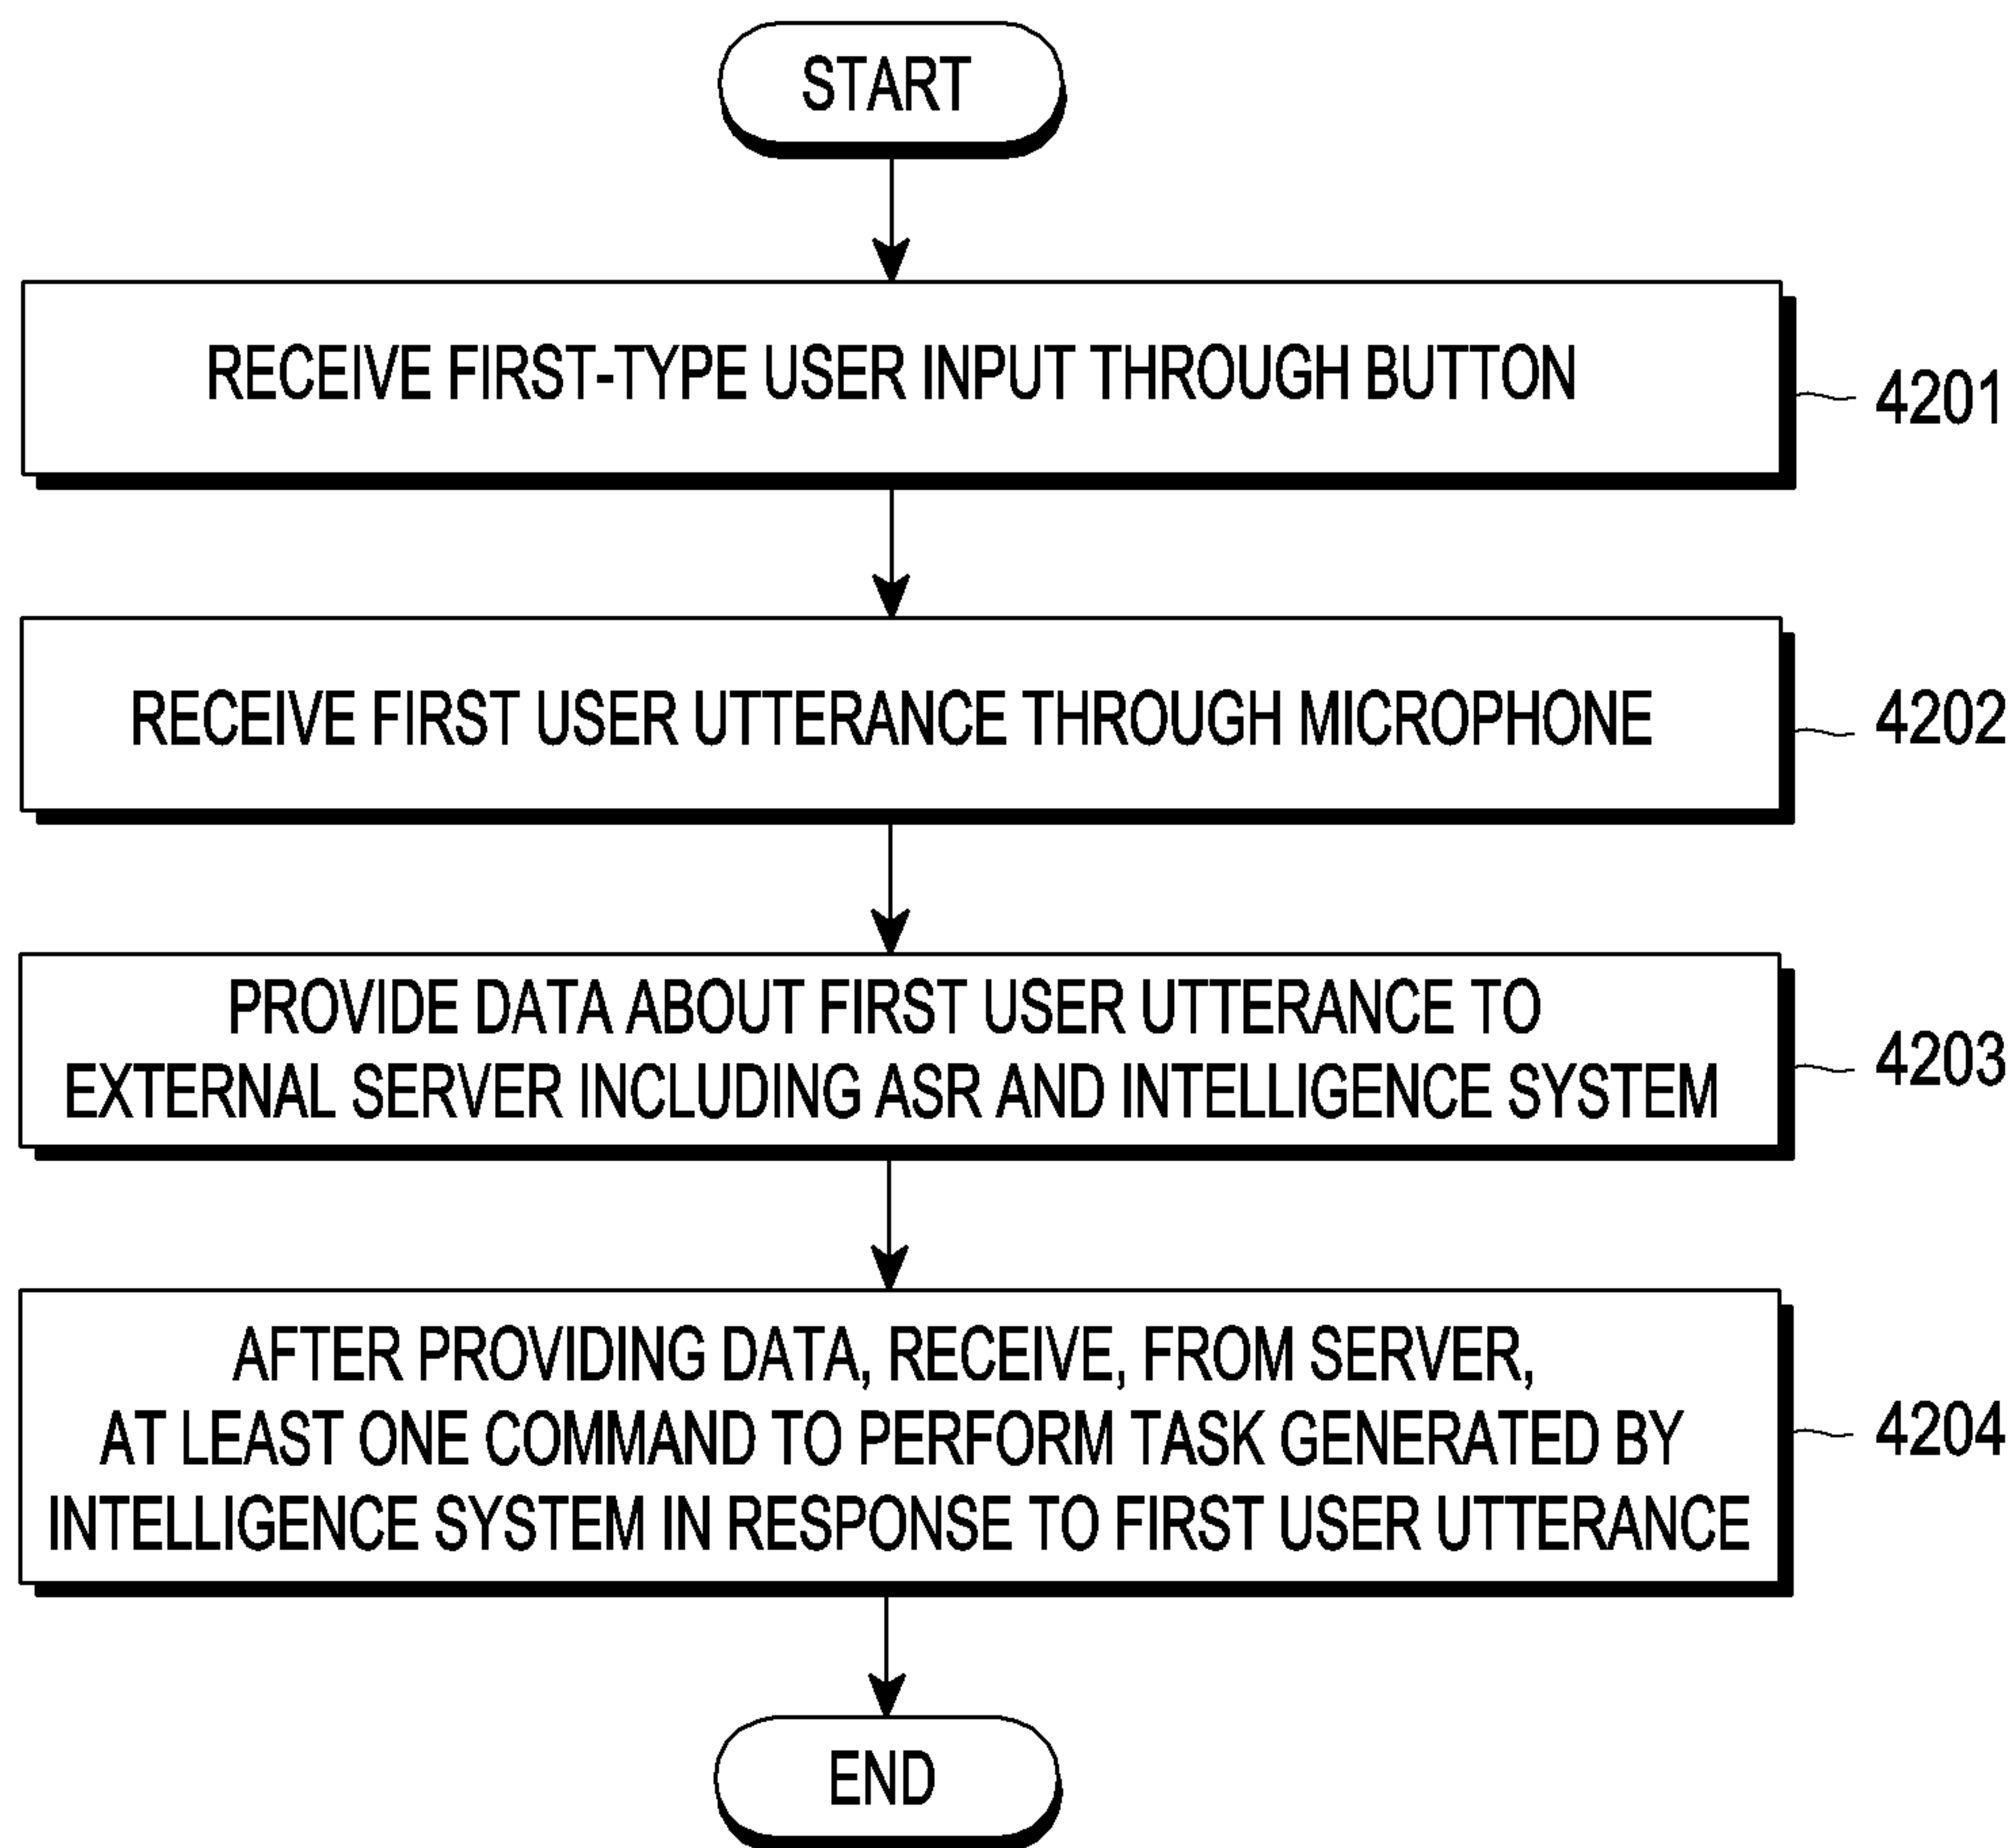 START
RECEIVE FIRST-TYPE USER INPUT THROUGH BUTTON
4201
RECEIVE FIRST USER UTTERANCE THROUGH MICROPHONE
4202
PROVIDE DATA ABOUT FIRST USER UTTERANCE TO
EXTERNAL SERVER INCLUDING ASR AND INTELLIGENCE SYSTEM
4203
AFTER PROVIDING DATA, RECEIVE, FROM SERVER,
AT LEAST ONE COMMAND TO PERFORM TASK GENERATED BY
INTELLIGENCE SYSTEM IN RESPONSE TO FIRST USER UTTERANCE
4204
END